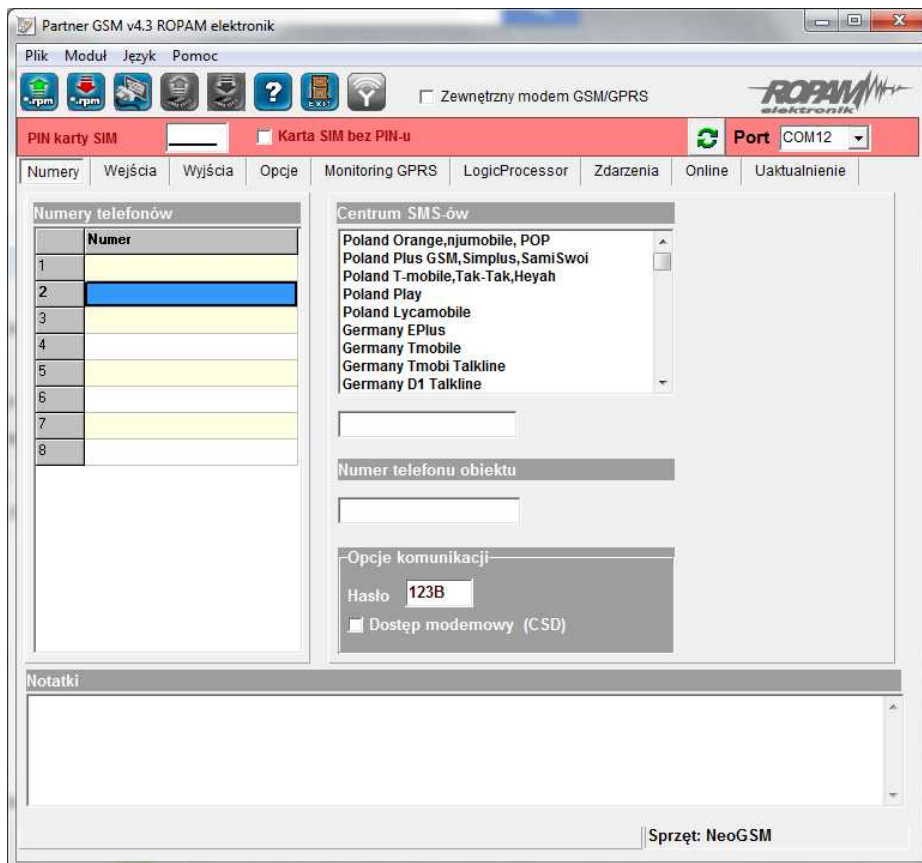 Partner GSM v4.3 ROPAM elektronik
Plik Moduł Język Pomoc
*.rpm *.rpm ? EXIT Zewnętrzny modem GSM/GPRS ROPAM elektronik
PIN karty SIM Karta SIM bez PIN-u Port COM12
Numery Wejścia Wyjścia Opcje Monitoring GPRS LogicProcessor Zdarzenia Online Uaktualnienie
Numery telefonów
Numer
1
2
3
4
5
6
7
8
Centrum SMS-ów
Poland Orange,njumobile, POP
Poland Plus GSM,Simplus,SamiSwoi
Poland T-mobile,Tak-Tak,Heyah
Poland Play
Poland Lycamobile
Germany EPlus
Germany Tmobile
Germany Tmobi Talkline
Germany D1 Talkline
Numer telefonu obiektu
Opcje komunikacji
Hasło 123B
Dostęp modemowy (CSD)
Notatki
Sprzęt: NeoGSM